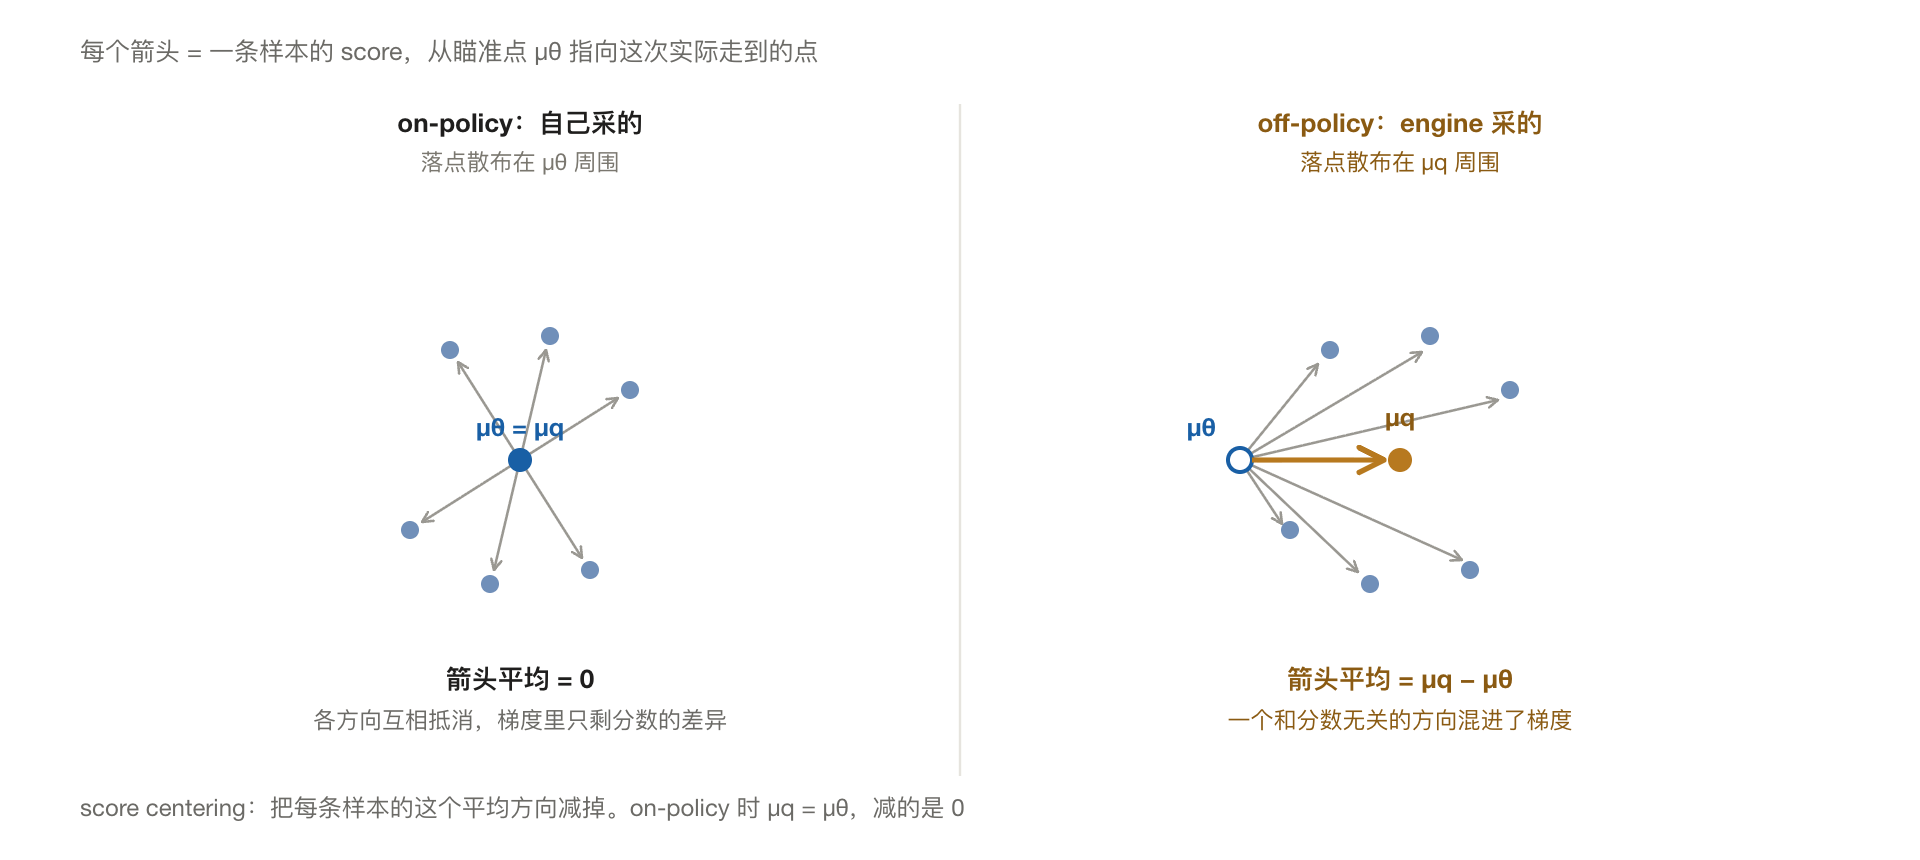 每个箭头 = 一条样本的 score，从瞄准点 μθ 指向这次实际走到的点
on-policy：自己采的
落点散布在 μθ 周围
μθ = μq
箭头平均 = 0
各方向互相抵消，梯度里只剩分数的差异
off-policy：engine 采的
落点散布在 μq 周围
μθ
μq
箭头平均 = μq − μθ
一个和分数无关的方向混进了梯度
score centering：把每条样本的这个平均方向减掉。on-policy 时 μq = μθ，减的是 0